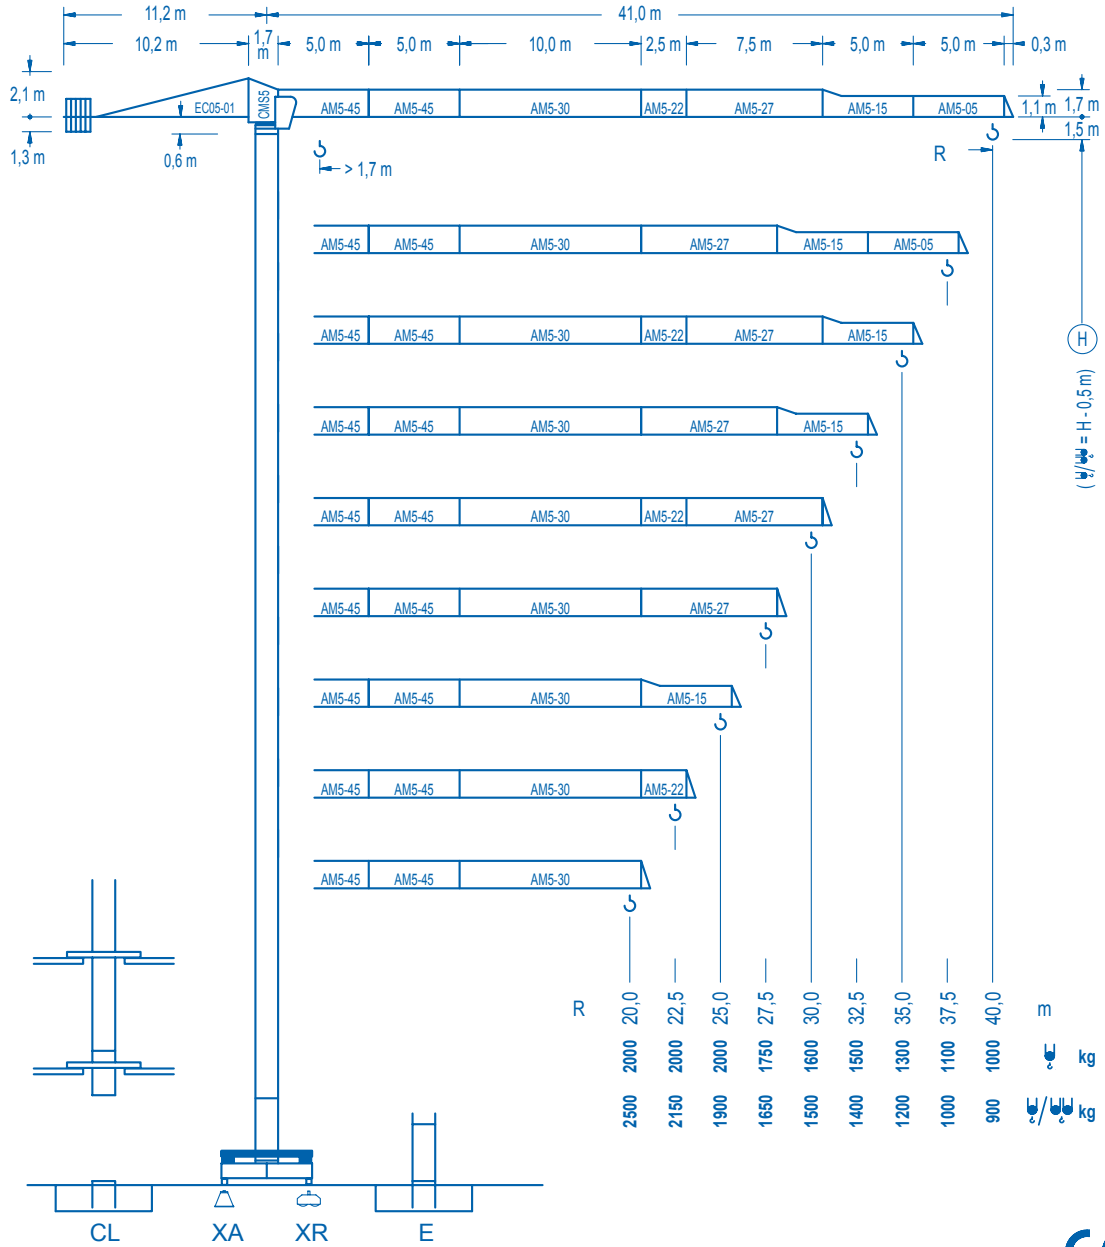 11,2 m 41,0 m
10,2 m 1,7 m 5,0 m 5,0 m 10,0 m 2,5 m 7,5 m 5,0 m 5,0 m 0,3 m
2,1 m EC05-01 CMS5 AM5-45 AM5-45 AM5-30 AM5-22 AM5-27 AM5-15 AM5-05 1,1 m 1,7 m
1,3 m 0,6 m 1,5 m
> 1,7 m R
AM5-45 AM5-45 AM5-30 AM5-27 AM5-15 AM5-05
AM5-45 AM5-45 AM5-30 AM5-22 AM5-27 AM5-15
H
( / = H - 0,5 m)
AM5-45 AM5-45 AM5-30 AM5-27 AM5-15
AM5-45 AM5-45 AM5-30 AM5-22 AM5-27
AM5-45 AM5-45 AM5-30 AM5-27
AM5-45 AM5-45 AM5-30 AM5-15
AM5-45 AM5-45 AM5-30 AM5-22
AM5-45 AM5-45 AM5-30
R 20,0 22,5 25,0 27,5 30,0 32,5 35,0 37,5 40,0 m
2000 2000 2000 1750 1600 1500 1300 1100 1000 kg
2500 2150 1900 1650 1500 1400 1200 1000 900 / kg
CL XA XR E